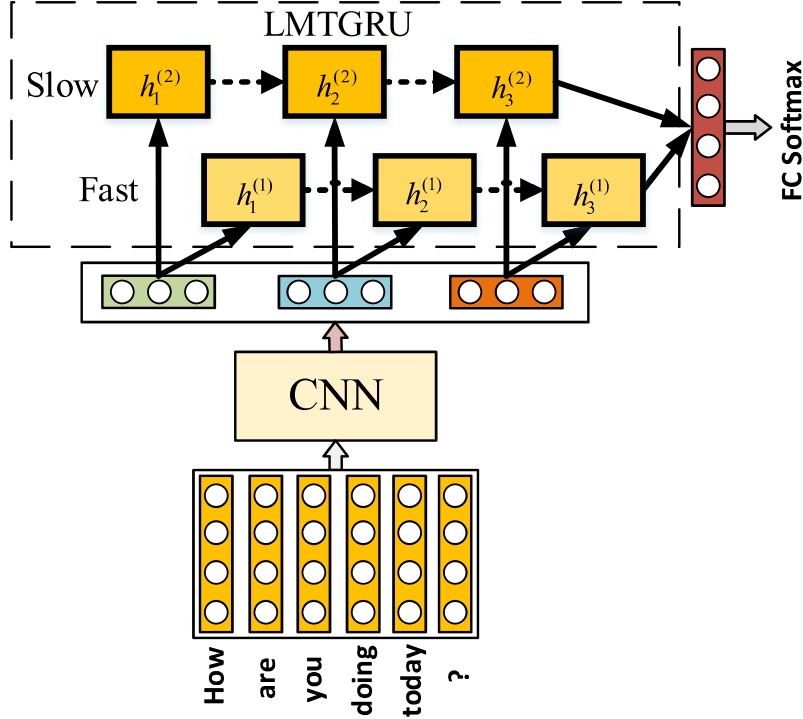 LMTGRU
Slow
h₁⁽²⁾
h₂⁽²⁾
h₃⁽²⁾
Fast
h₁⁽¹⁾
h₂⁽¹⁾
h₃⁽¹⁾
FC Softmax
CNN
How
are
you
doing
today
?